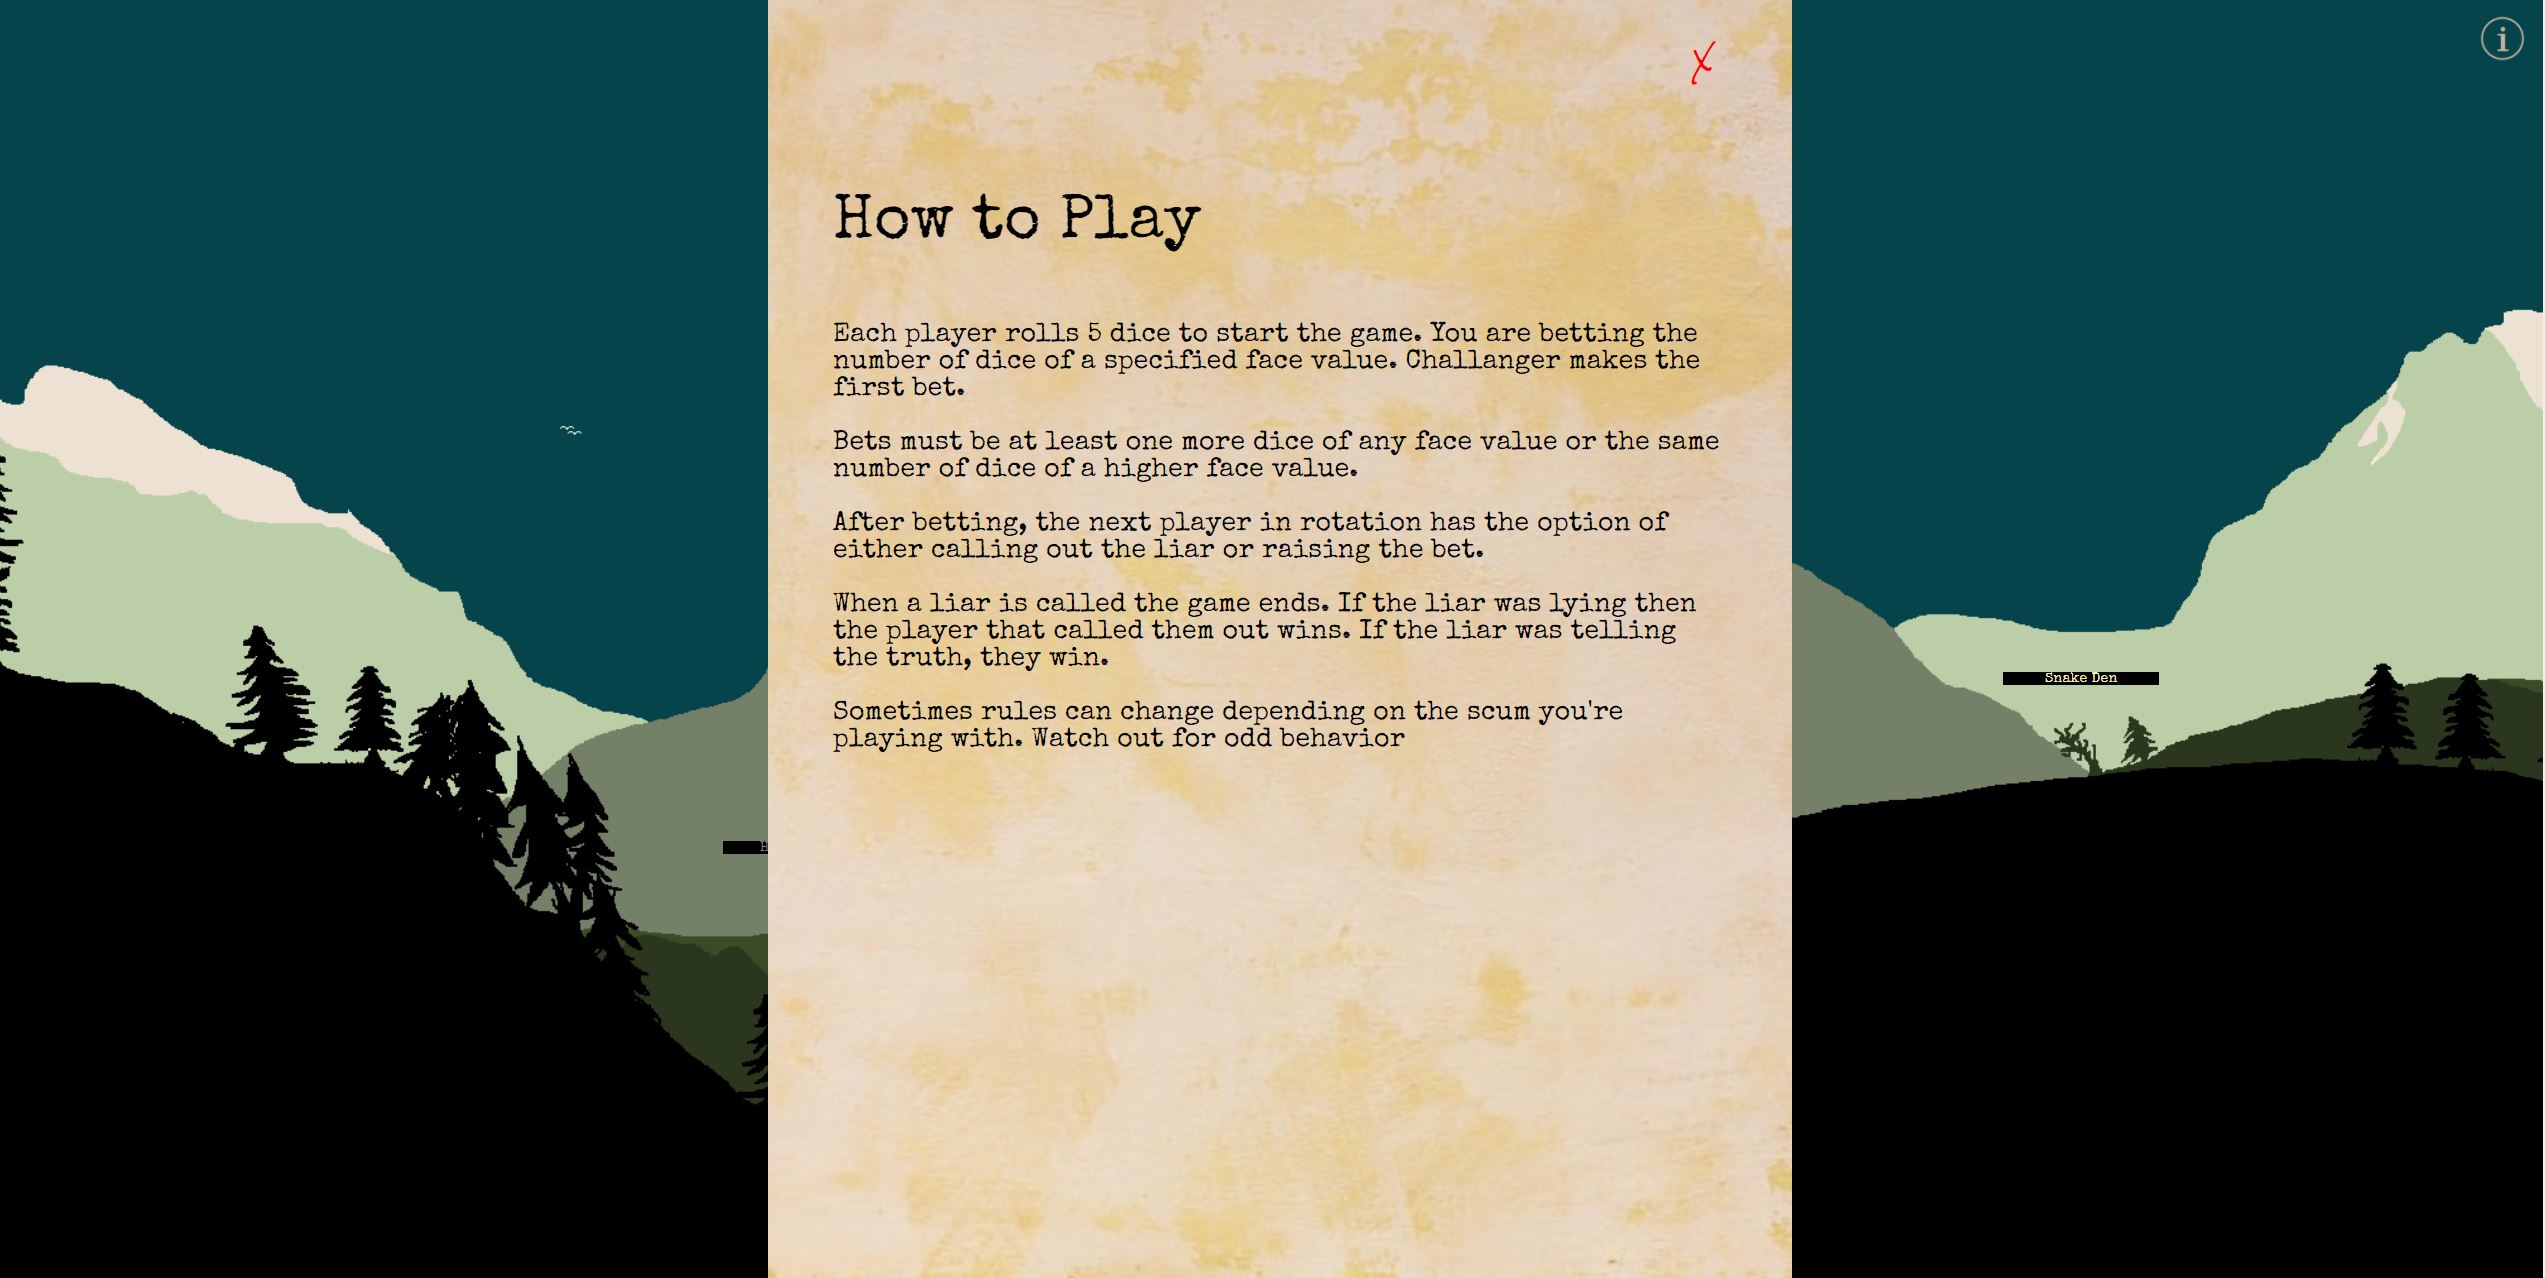 How to Play
Each player rolls 5 dice to start the game. You are betting the
number of dice of a specified face value. Challanger makes the
first bet.
Bets must be at least one more dice of any face value or the same
number of dice of a higher face value.
After betting, the next player in rotation has the option of
either calling out the liar or raising the bet.
When a liar is called the game ends. If the liar was lying then
the player that called them out wins. If the liar was telling
the truth, they win.
Sometimes rules can change depending on the scum you're
playing with. Watch out for odd behavior
Snake Den